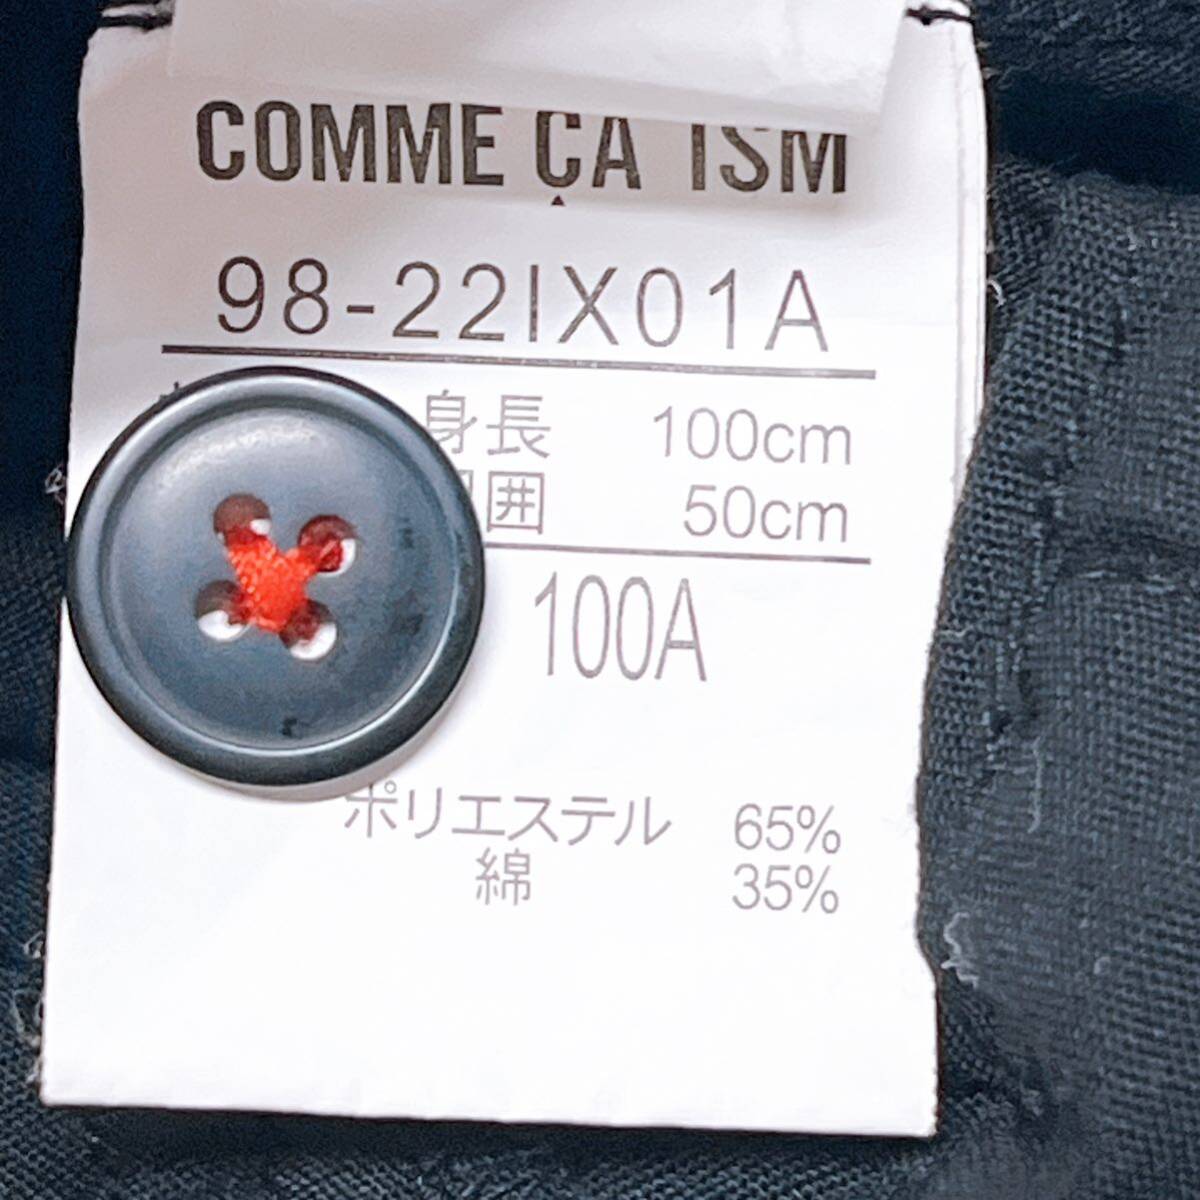 COMME ÇA ISM
98-22IX01A
身長 100cm
囲 50cm
100A
ポリエステル 65%
綿 35%